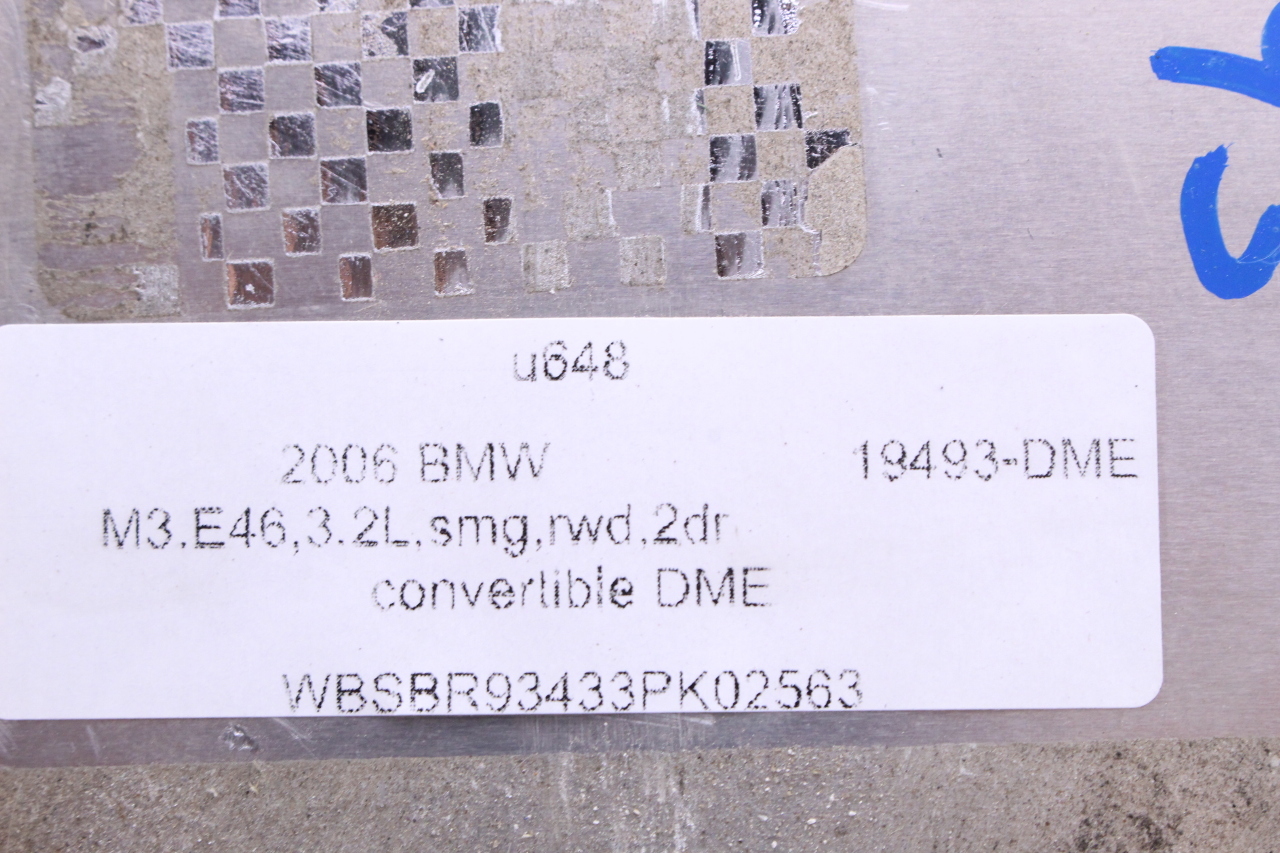 u648
2006 BMW 19493-DME
M3.E46,3.2L,smg,rwd,2dr
convertible DME
WBSBR93433PK02563